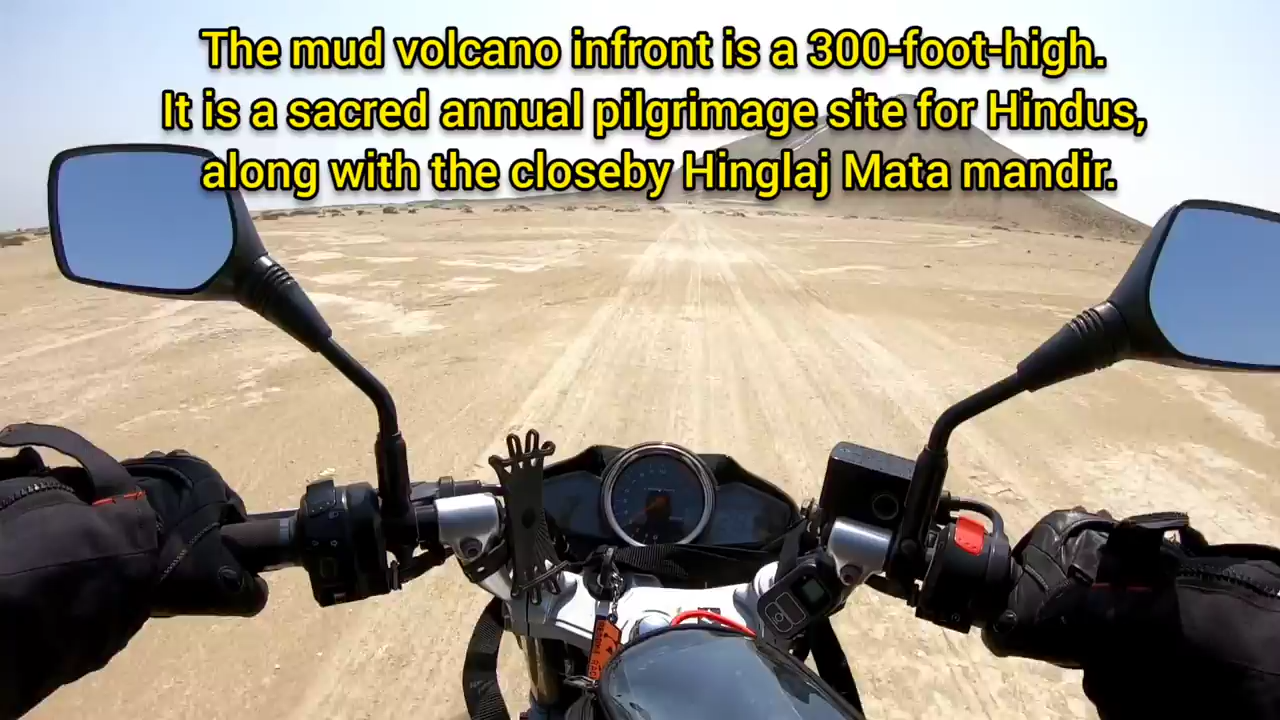 The mud volcano infront is a 300-foot-high.
It is a sacred annual pilgrimage site for Hindus,
along with the closeby Hinglaj Mata mandir.